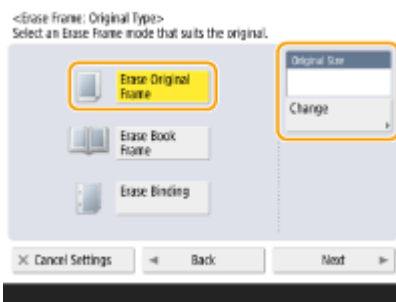 <Erase Frame: Original Type>
Select an Erase Frame mode that suits the original.
Erase Original
Frame
Original Size
Change
Erase Book
Frame
Erase Binding
Cancel Settings
Back
Next